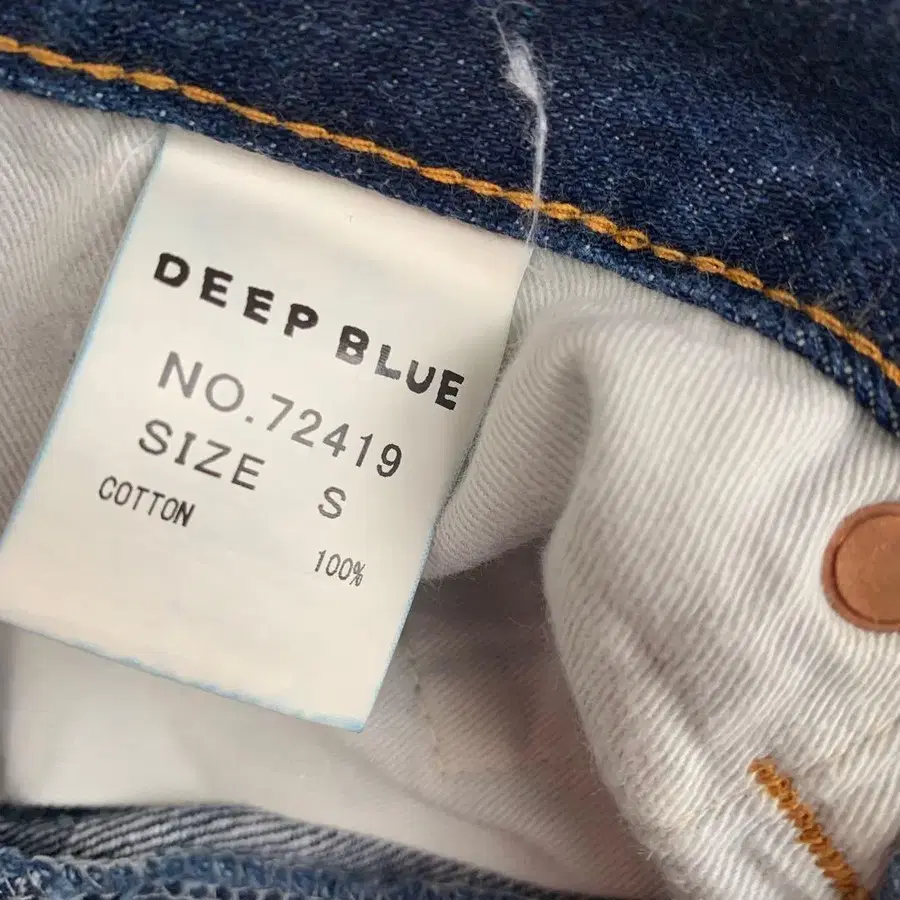 DEEP BLUE
NO.72419
SIZE S
COTTON 100%